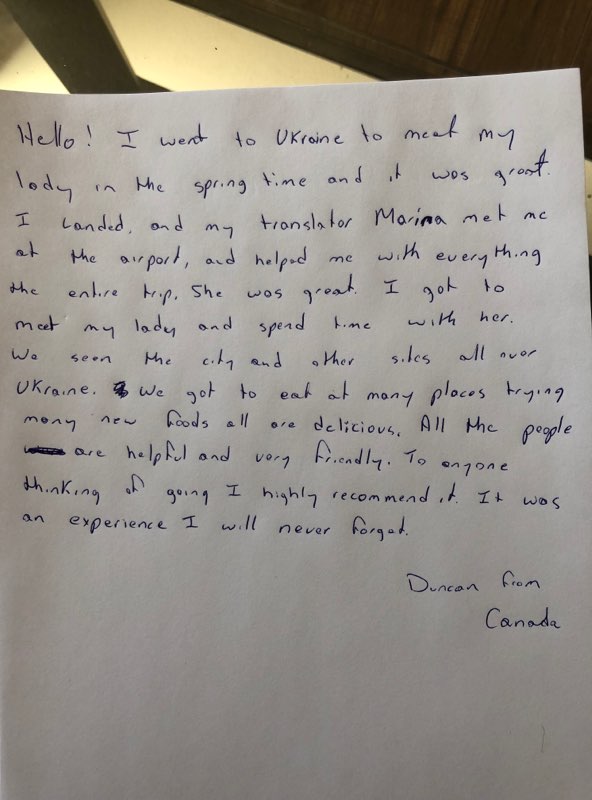 Hello! I went to Ukraine to meet my
lady in the spring time and it was great.
I landed, and my translator Marina met me
at the airport, and helped me with everything
the entire trip. She was great. I got to
meet my lady and spend time with her.
We seen the city and other sites all over
Ukraine. We got to eat at many places trying
many new foods all are delicious. All the people
are helpful and very friendly. To anyone
thinking of going I highly recommend it. It was
an experience I will never forget.
Duncan from
Canada